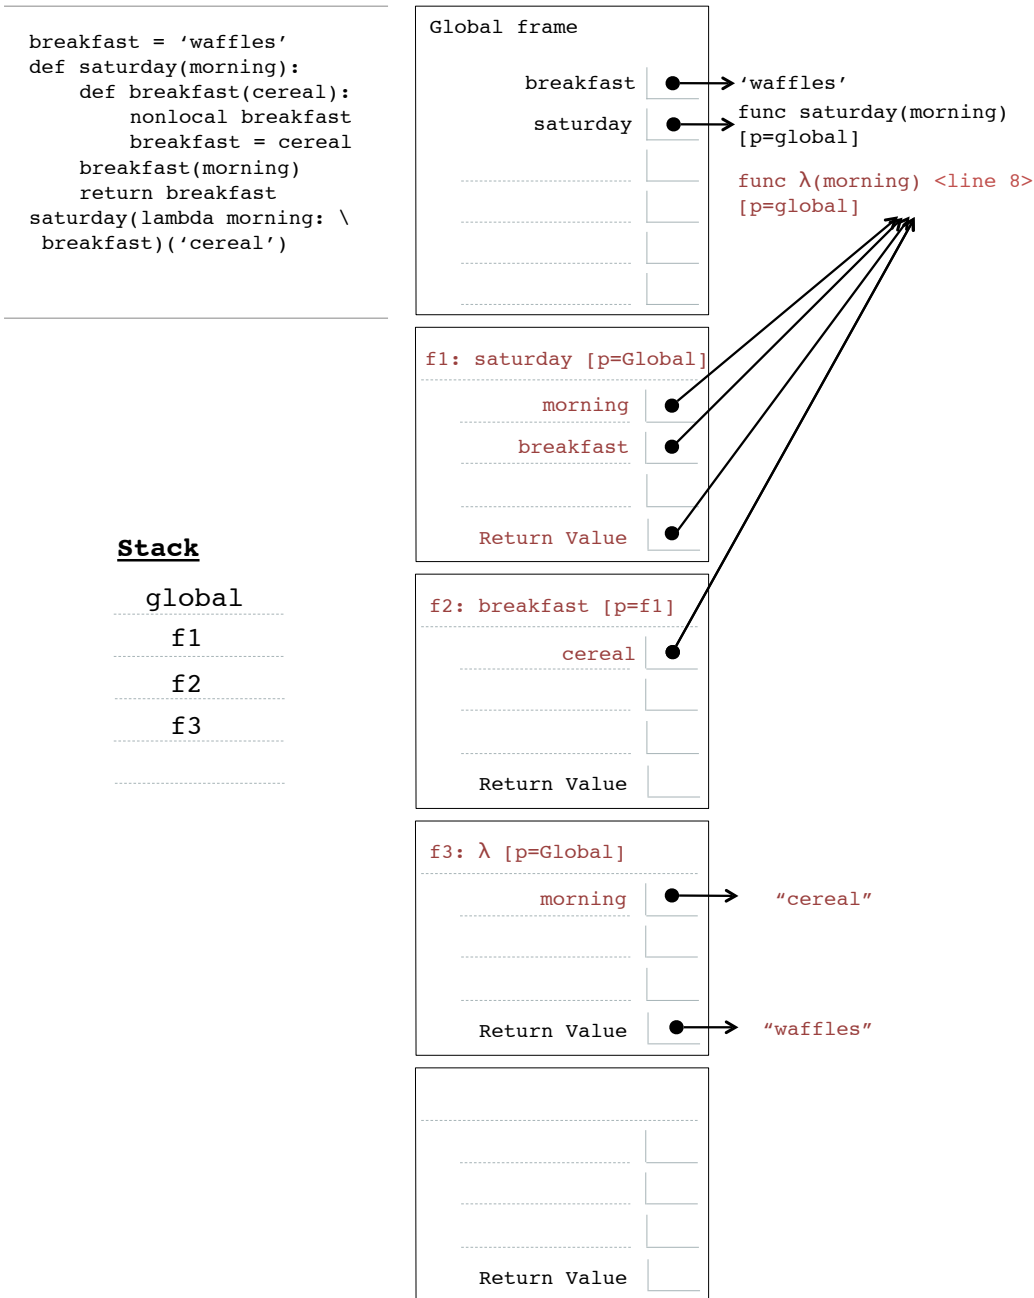 breakfast = ‘waffles’
def saturday(morning):
    def breakfast(cereal):
        nonlocal breakfast
        breakfast = cereal
    breakfast(morning)
    return breakfast
saturday(lambda morning: \
 breakfast)(‘cereal’)
Global frame
breakfast
‘waffles’
saturday
func saturday(morning)
[p=global]
func λ(morning) <line 8>
[p=global]
f1: saturday [p=Global]
morning
breakfast
Return Value
Stack
global
f1
f2
f3
f2: breakfast [p=f1]
cereal
Return Value
f3: λ [p=Global]
morning
“cereal”
Return Value
“waffles”
Return Value